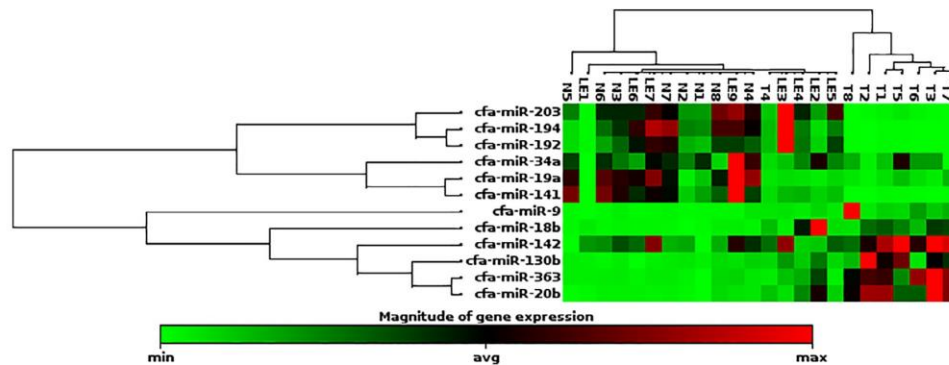 N5 LE1 N6 N3 LE6 LE7 N7 N2 N1 N8 LE9 N4 T4 LE3 LE4 LE2 LE5 T8 T2 T1 T5 T6 T3 T7
cfa-miR-203
cfa-miR-194
cfa-miR-192
cfa-miR-34a
cfa-miR-19a
cfa-miR-141
cfa-miR-9
cfa-miR-18b
cfa-miR-142
cfa-miR-130b
cfa-miR-363
cfa-miR-20b
Magnitude of gene expression
min avg max